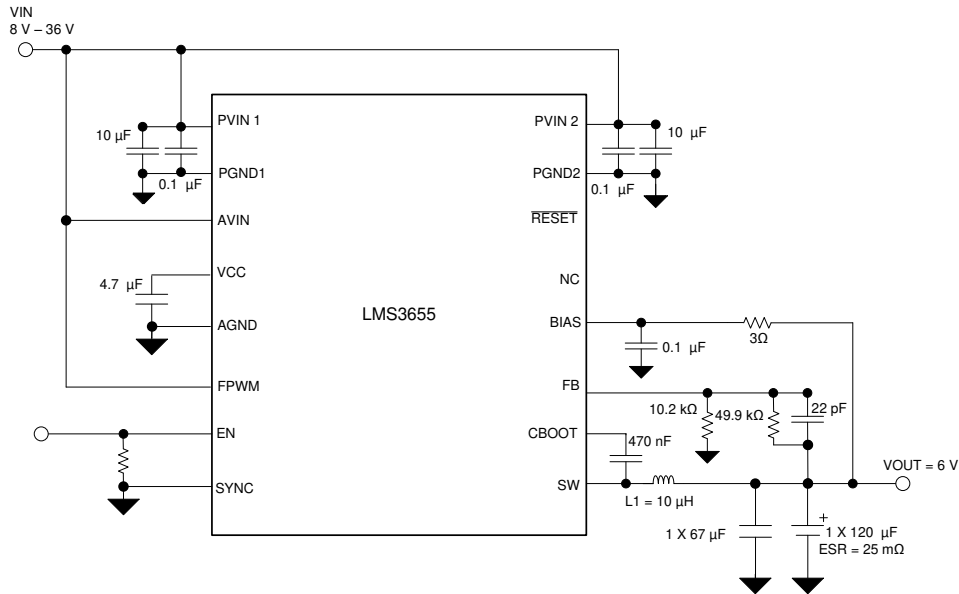 VIN
8 V – 36 V
PVIN 1
PVIN 2
10 µF
10 µF
PGND1
PGND2
0.1 µF
0.1 µF
AVIN
RESET
VCC
NC
4.7 µF
LMS3655
AGND
BIAS
3Ω
0.1 µF
FPWM
FB
10.2 kΩ
49.9 kΩ
22 pF
EN
CBOOT
470 nF
VOUT = 6 V
SYNC
SW
L1 = 10 µH
1 X 67 µF
+
1 X 120 µF
ESR = 25 mΩ